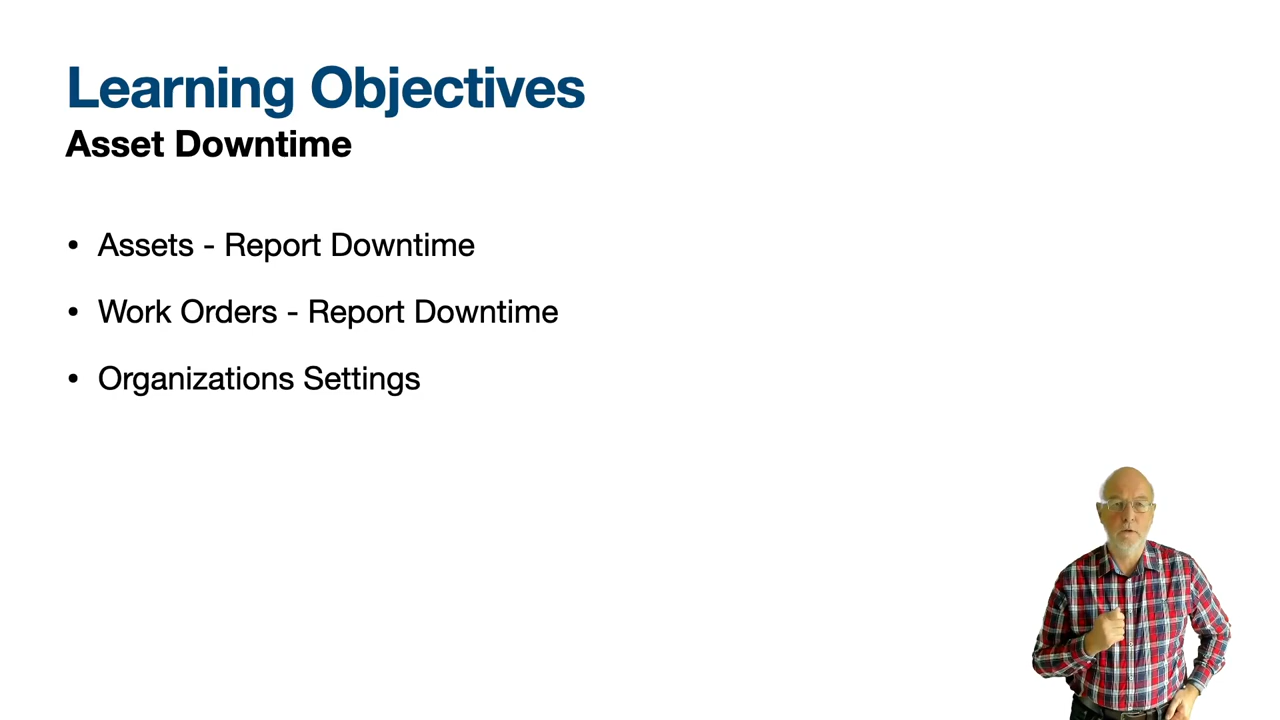 Learning Objectives
Asset Downtime
• Assets - Report Downtime
• Work Orders - Report Downtime
• Organizations Settings